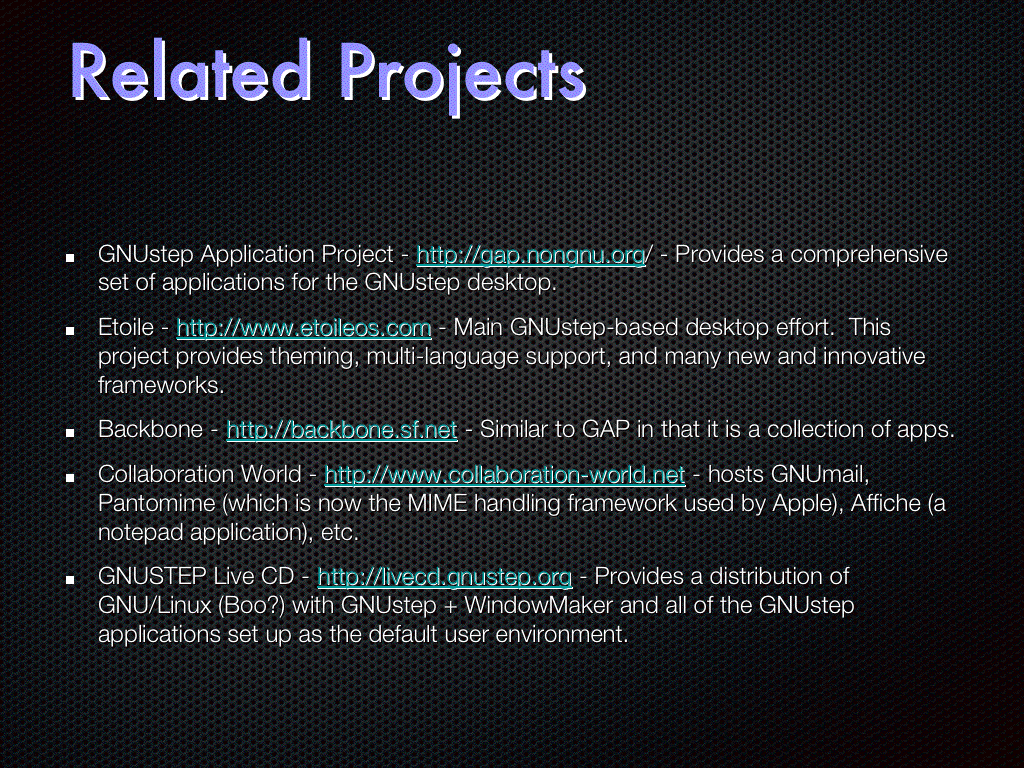 Related Projects
GNUstep Application Project - http://gap.nongnu.org/ - Provides a comprehensive
set of applications for the GNUstep desktop.
Etoile - http://www.etoileos.com - Main GNUstep-based desktop effort.  This
project provides theming, multi-language support, and many new and innovative
frameworks.
Backbone - http://backbone.sf.net - Similar to GAP in that it is a collection of apps.
Collaboration World - http://www.collaboration-world.net - hosts GNUmail,
Pantomime (which is now the MIME handling framework used by Apple), Affiche (a
notepad application), etc.
GNUSTEP Live CD - http://livecd.gnustep.org - Provides a distribution of
GNU/Linux (Boo?) with GNUstep + WindowMaker and all of the GNUstep
applications set up as the default user environment.